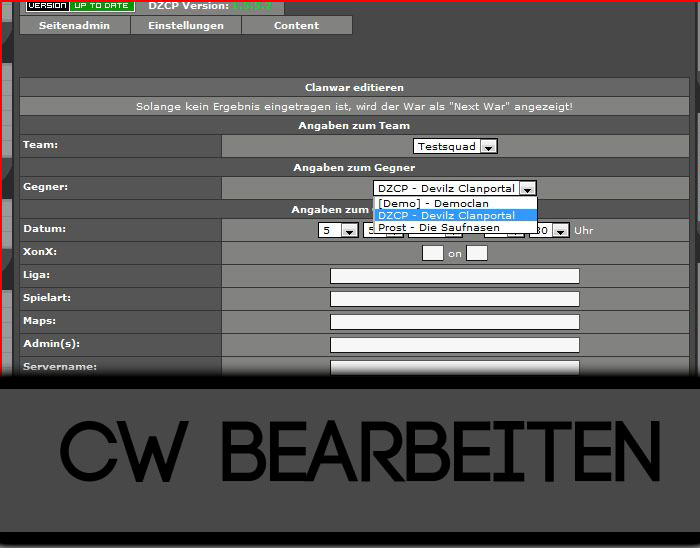 VERSION UP TO DATE DZCP Version:
Seitenadmin Einstellungen Content
Clanwar editieren
Solange kein Ergebnis eingetragen ist, wird der War als "Next War" angezeigt!
Angaben zum Team
Team: Testsquad
Angaben zum Gegner
Gegner: DZCP - Devilz Clanportal
[Demo] - Democlan
DZCP - Devilz Clanportal
Prost - Die Saufnasen
Angaben zum
Datum: 5 5 30 Uhr
XonX: on
Liga:
Spielart:
Maps:
Admin(s):
Servername:
CW BEARBEITEN